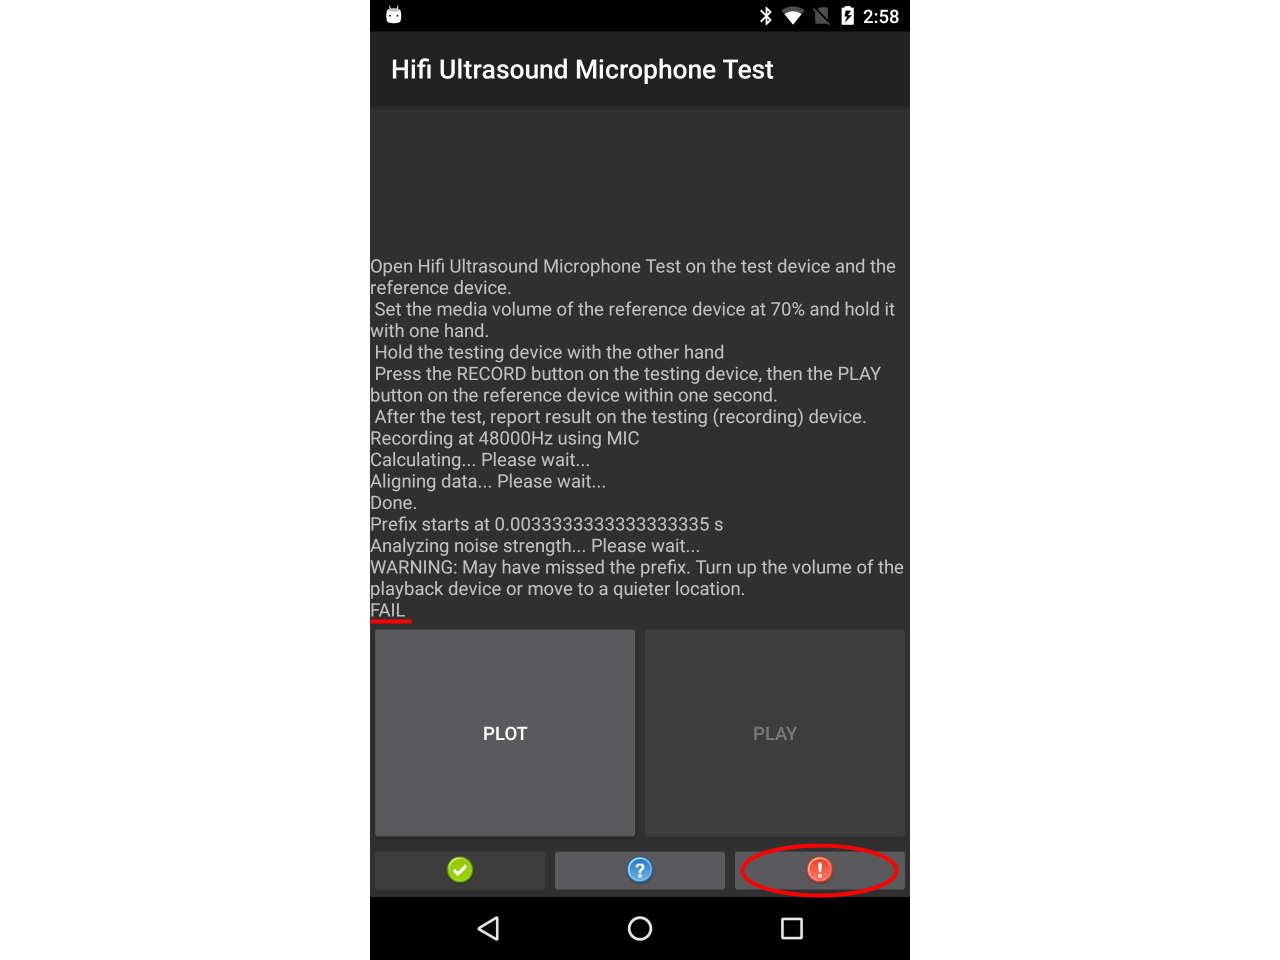 2:58
Hifi Ultrasound Microphone Test
Open Hifi Ultrasound Microphone Test on the test device and the
reference device.
Set the media volume of the reference device at 70% and hold it
with one hand.
Hold the testing device with the other hand
Press the RECORD button on the testing device, then the PLAY
button on the reference device within one second.
After the test, report result on the testing (recording) device.
Recording at 48000Hz using MIC
Calculating... Please wait...
Aligning data... Please wait...
Done.
Prefix starts at 0.0033333333333333335 s
Analyzing noise strength... Please wait...
WARNING: May have missed the prefix. Turn up the volume of the
playback device or move to a quieter location.
FAIL
PLOT
PLAY